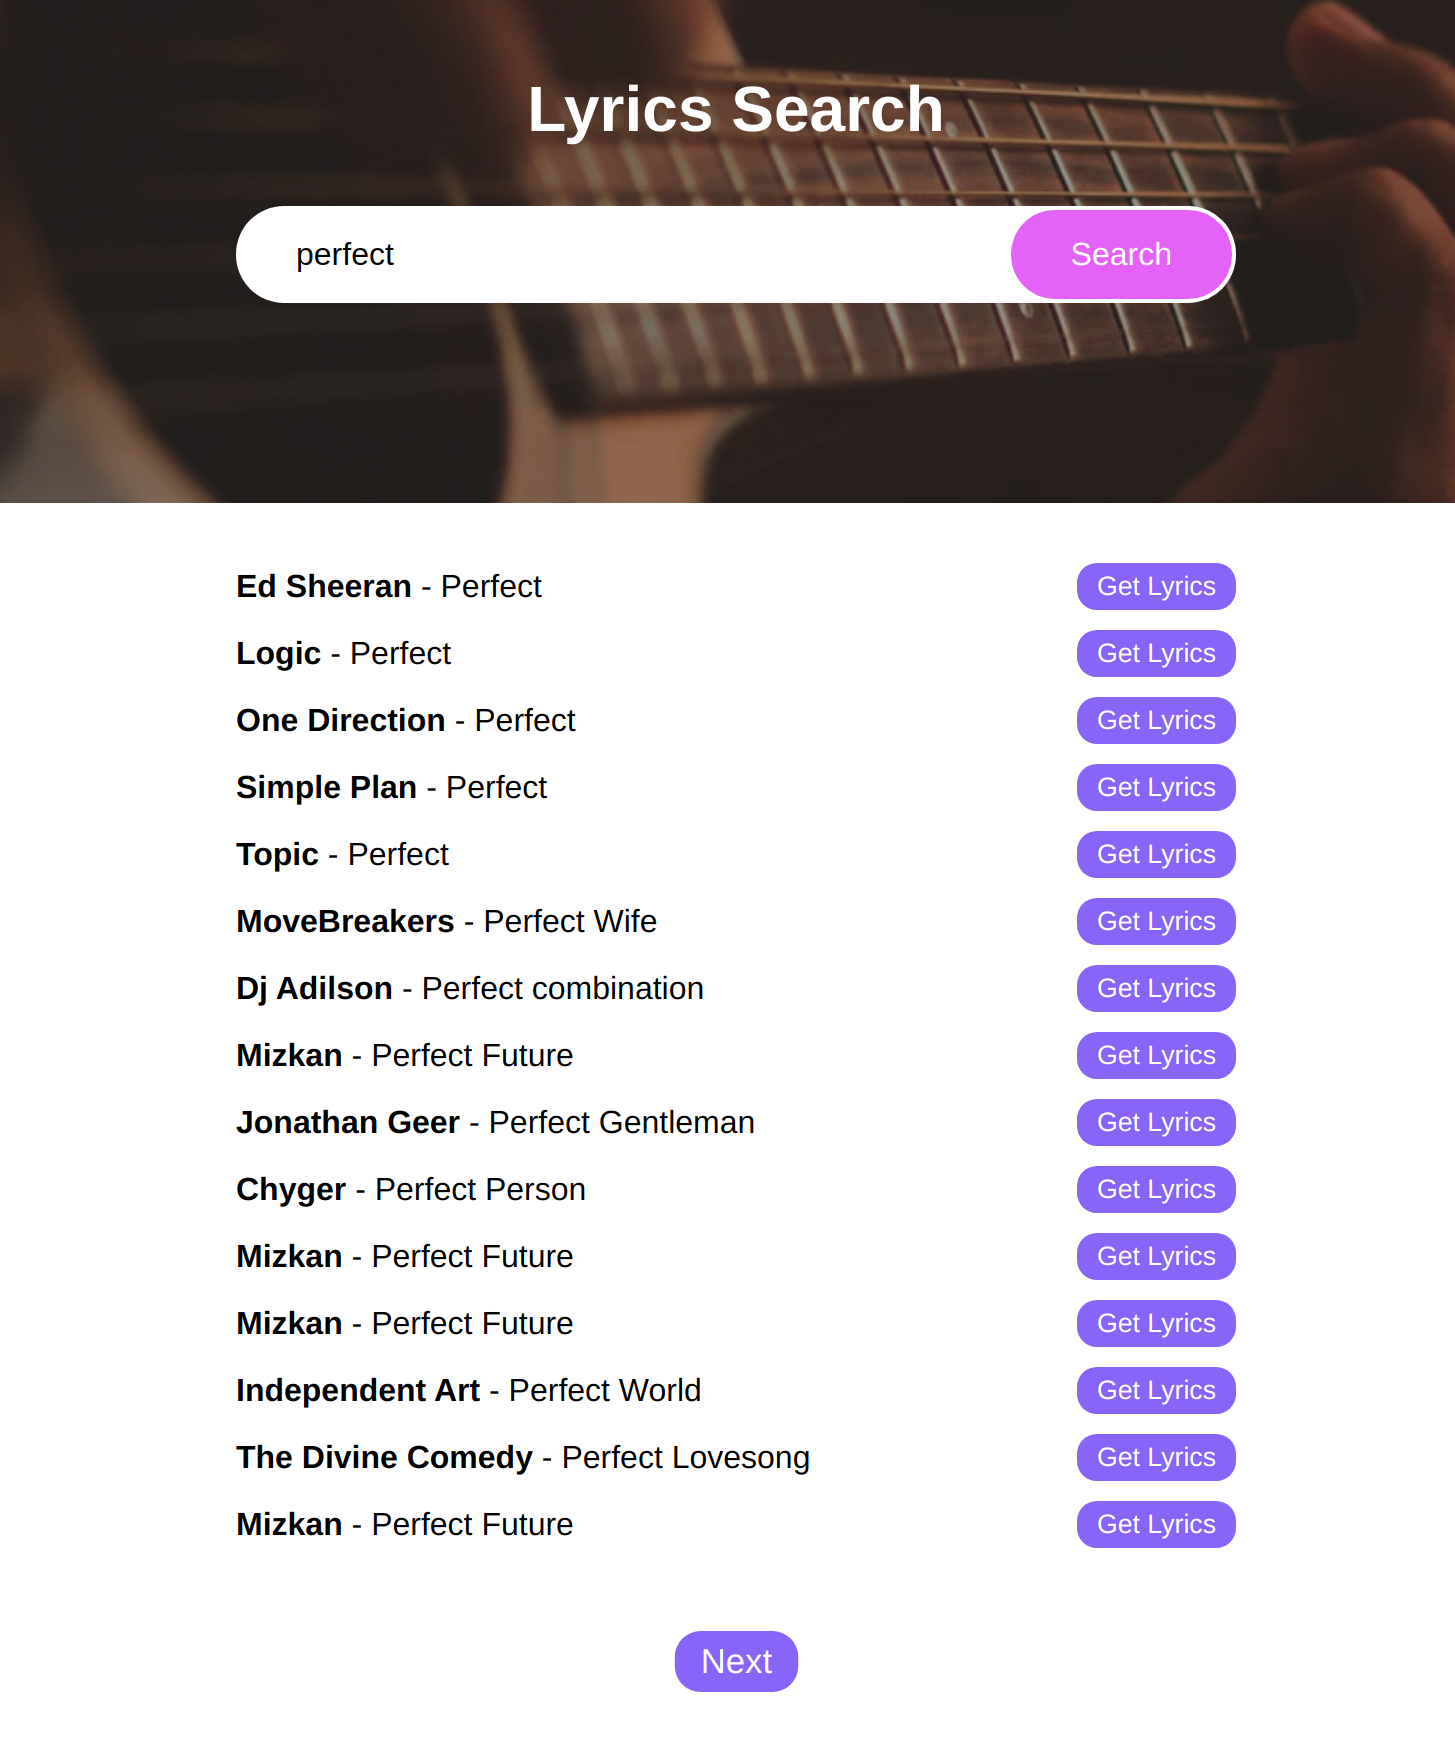 Lyrics Search
perfect Search
Ed Sheeran - Perfect Get Lyrics
Logic - Perfect Get Lyrics
One Direction - Perfect Get Lyrics
Simple Plan - Perfect Get Lyrics
Topic - Perfect Get Lyrics
MoveBreakers - Perfect Wife Get Lyrics
Dj Adilson - Perfect combination Get Lyrics
Mizkan - Perfect Future Get Lyrics
Jonathan Geer - Perfect Gentleman Get Lyrics
Chyger - Perfect Person Get Lyrics
Mizkan - Perfect Future Get Lyrics
Mizkan - Perfect Future Get Lyrics
Independent Art - Perfect World Get Lyrics
The Divine Comedy - Perfect Lovesong Get Lyrics
Mizkan - Perfect Future Get Lyrics
Next